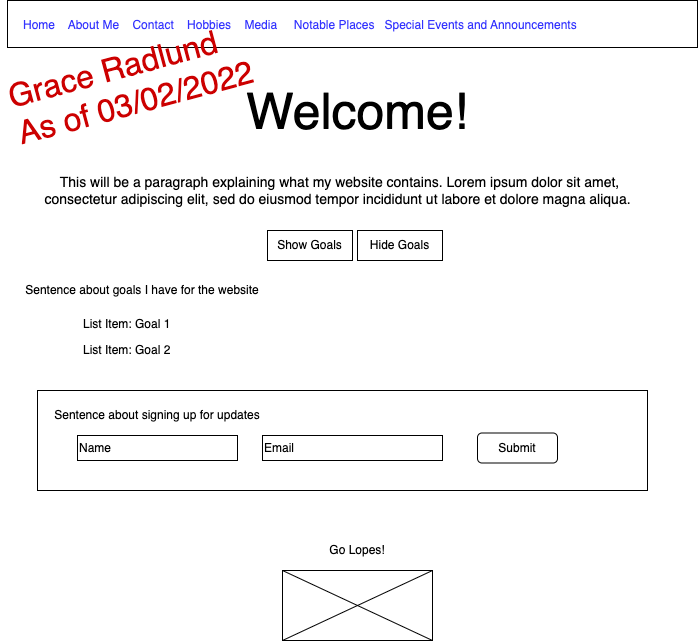 Home About Me Contact Hobbies Media Notable Places Special Events and Announcements
Grace Radlund
As of 03/02/2022
Welcome!
This will be a paragraph explaining what my website contains. Lorem ipsum dolor sit amet,
consectetur adipiscing elit, sed do eiusmod tempor incididunt ut labore et dolore magna aliqua.
Show Goals Hide Goals
Sentence about goals I have for the website
List Item: Goal 1
List Item: Goal 2
Sentence about signing up for updates
Name Email Submit
Go Lopes!